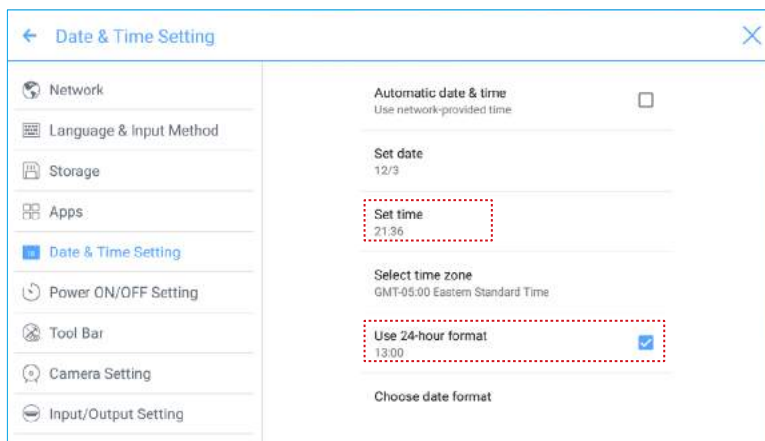 Date & Time Setting
Network
Language & Input Method
Storage
Apps
Date & Time Setting
Power ON/OFF Setting
Tool Bar
Camera Setting
Input/Output Setting
Automatic date & time
Use network-provided time
Set date
12/3
Set time
21:36
Select time zone
GMT-05:00 Eastern Standard Time
Use 24-hour format
13:00
Choose date format